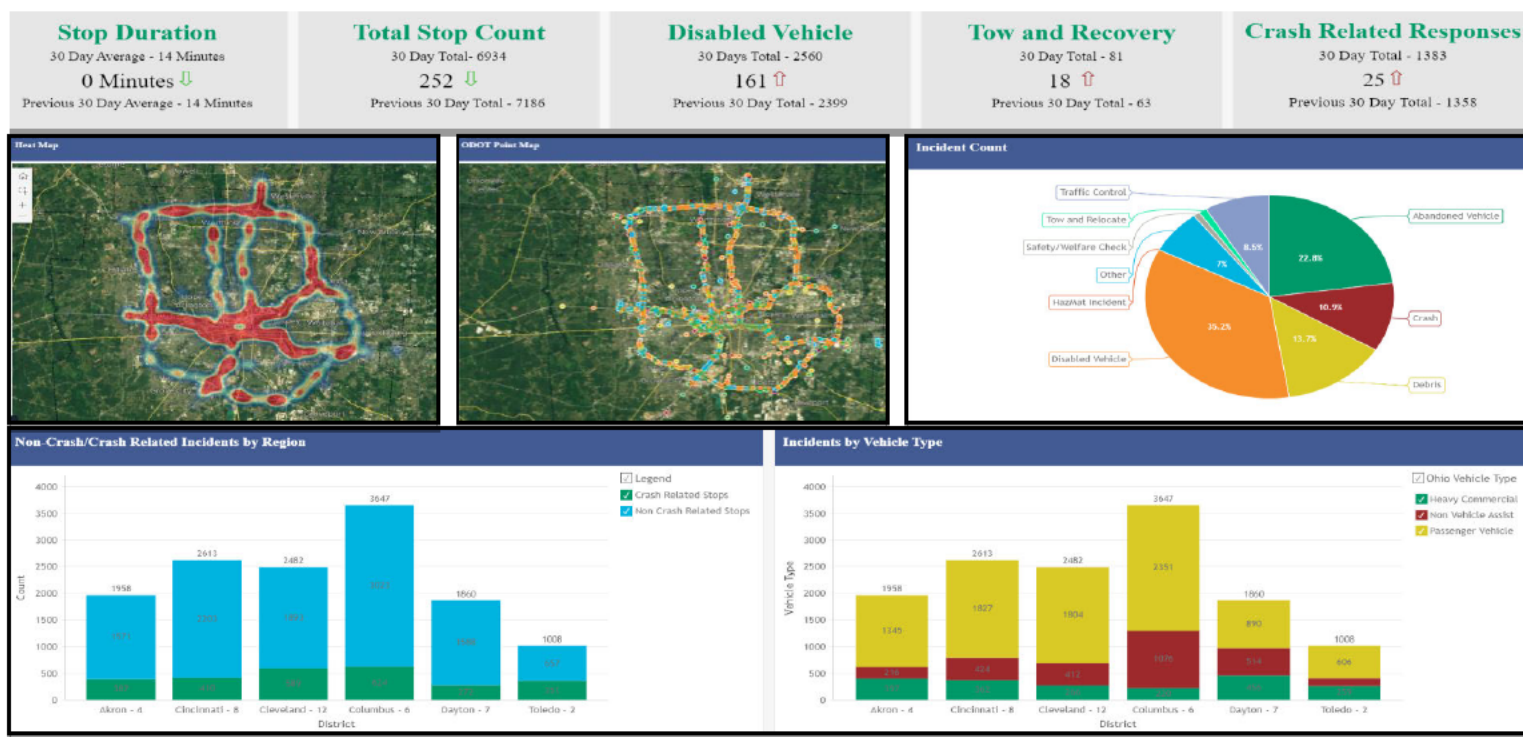 Stop Duration
30 Day Average - 14 Minutes
0 Minutes
Previous 30 Day Average - 14 Minutes
Total Stop Count
30 Day Total- 6934
252
Previous 30 Day Total - 7186
Disabled Vehicle
30 Days Total - 2560
161
Previous 30 Day Total - 2399
Tow and Recovery
30 Day Total - 81
18
Previous 30 Day Total - 63
Crash Related Responses
30 Day Total - 1383
25
Previous 30 Day Total - 1358
Heat Map
ODOT Point Map
Incident Count
Traffic Control
Tow and Relocate
Safety/Welfare Check
Other
HazMat Incident
Disabled Vehicle
Abandoned Vehicle
Crash
Debris
8.5%
22.8%
7%
10.9%
35.2%
13.7%
Non-Crash/Crash Related Incidents by Region
Legend
Crash Related Stops
Non Crash Related Stops
Count
4000
3500
3000
2500
2000
1500
1000
500
0
1958
2613
2482
3647
1860
1008
Akron - 4
Cincinnati - 8
Cleveland - 12
Columbus - 6
Dayton - 7
Toledo - 2
District
Incidents by Vehicle Type
Ohio Vehicle Type
Heavy Commercial
Non Vehicle Assist
Passenger Vehicle
Vehicle Type
4000
3500
3000
2500
2000
1500
1000
500
0
1958
2613
2482
3647
1860
1008
1345
1827
1804
2351
890
606
424
412
1076
514
Akron - 4
Cincinnati - 8
Cleveland - 12
Columbus - 6
Dayton - 7
Toledo - 2
District